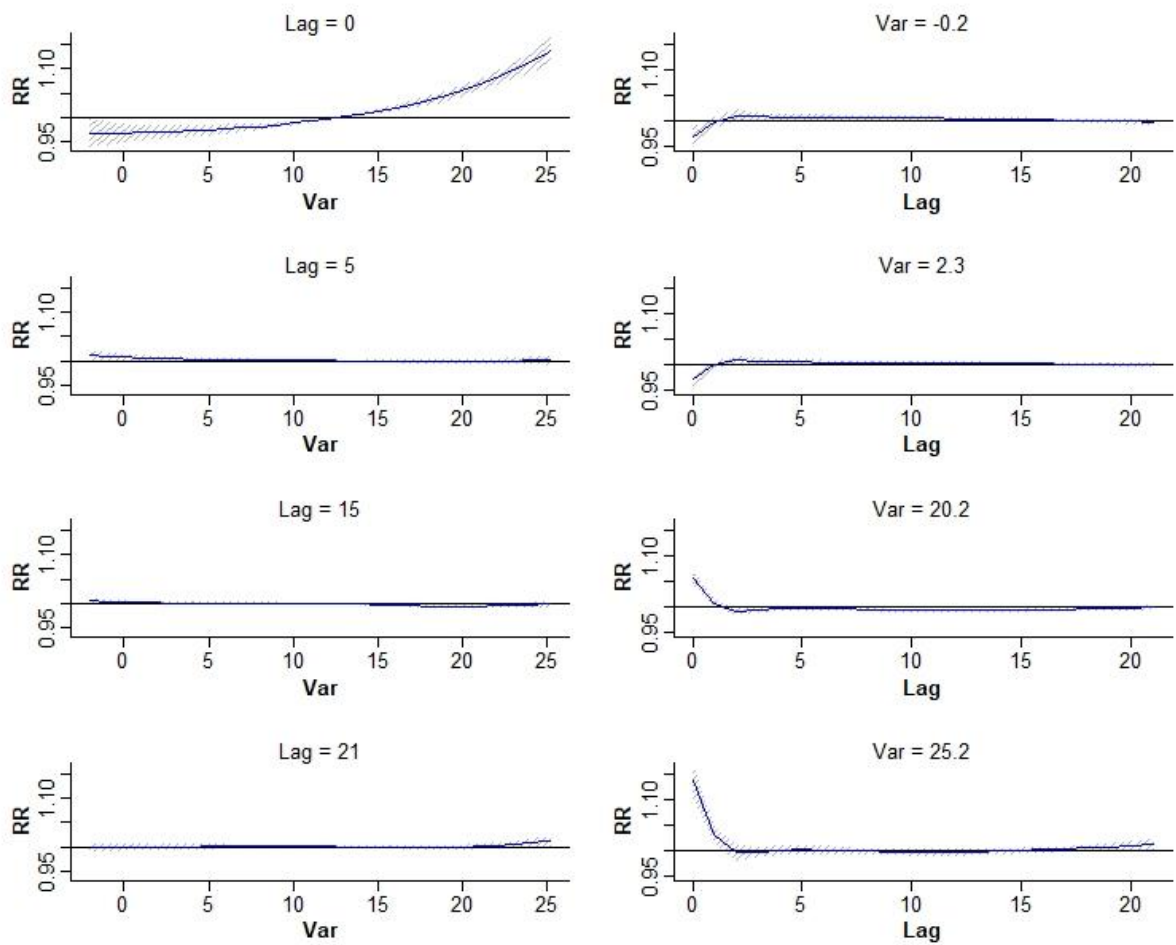 Lag = 0
RR
1.10
0.95
0 5 10 15 20 25
Var
Var = -0.2
RR
1.10
0.95
0 5 10 15 20
Lag
Lag = 5
RR
1.10
0.95
0 5 10 15 20 25
Var
Var = 2.3
RR
1.10
0.95
0 5 10 15 20
Lag
Lag = 15
RR
1.10
0.95
0 5 10 15 20 25
Var
Var = 20.2
RR
1.10
0.95
0 5 10 15 20
Lag
Lag = 21
RR
1.10
0.95
0 5 10 15 20 25
Var
Var = 25.2
RR
1.10
0.95
0 5 10 15 20
Lag